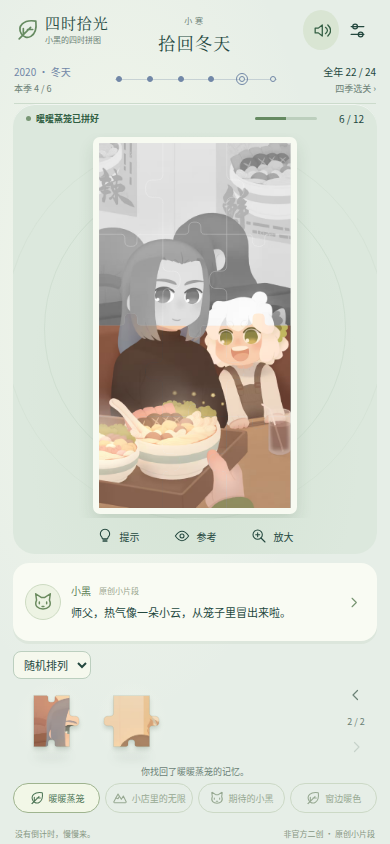 四时拾光
小黑的四时拼图
小寒
拾回冬天
2020 · 冬天
本季 4 / 6
全年 22 / 24
四季选关 ›
暖暖蒸笼已拼好
6 / 12
提示
参考
放大
小黑 原创小片段
师父，热气像一朵小云，从笼子里冒出来啦。
随机排列
2 / 2
你找回了暖暖蒸笼的记忆。
暖暖蒸笼
小店里的无限
期待的小黑
窗边暖色
没有倒计时，慢慢来。
非官方二创 · 原创小片段